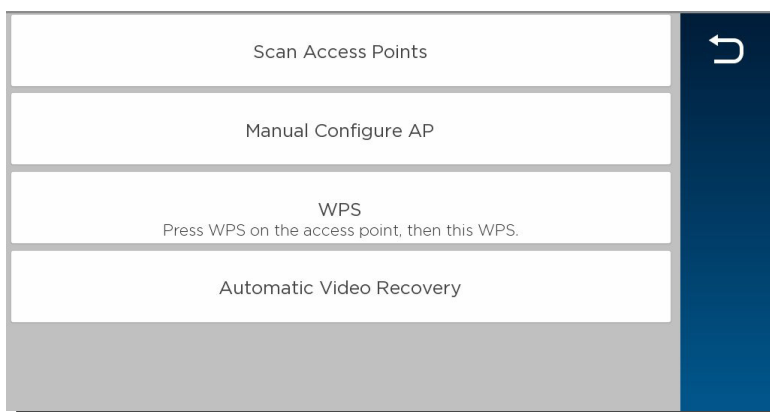 Scan Access Points
Manual Configure AP
WPS
Press WPS on the access point, then this WPS.
Automatic Video Recovery